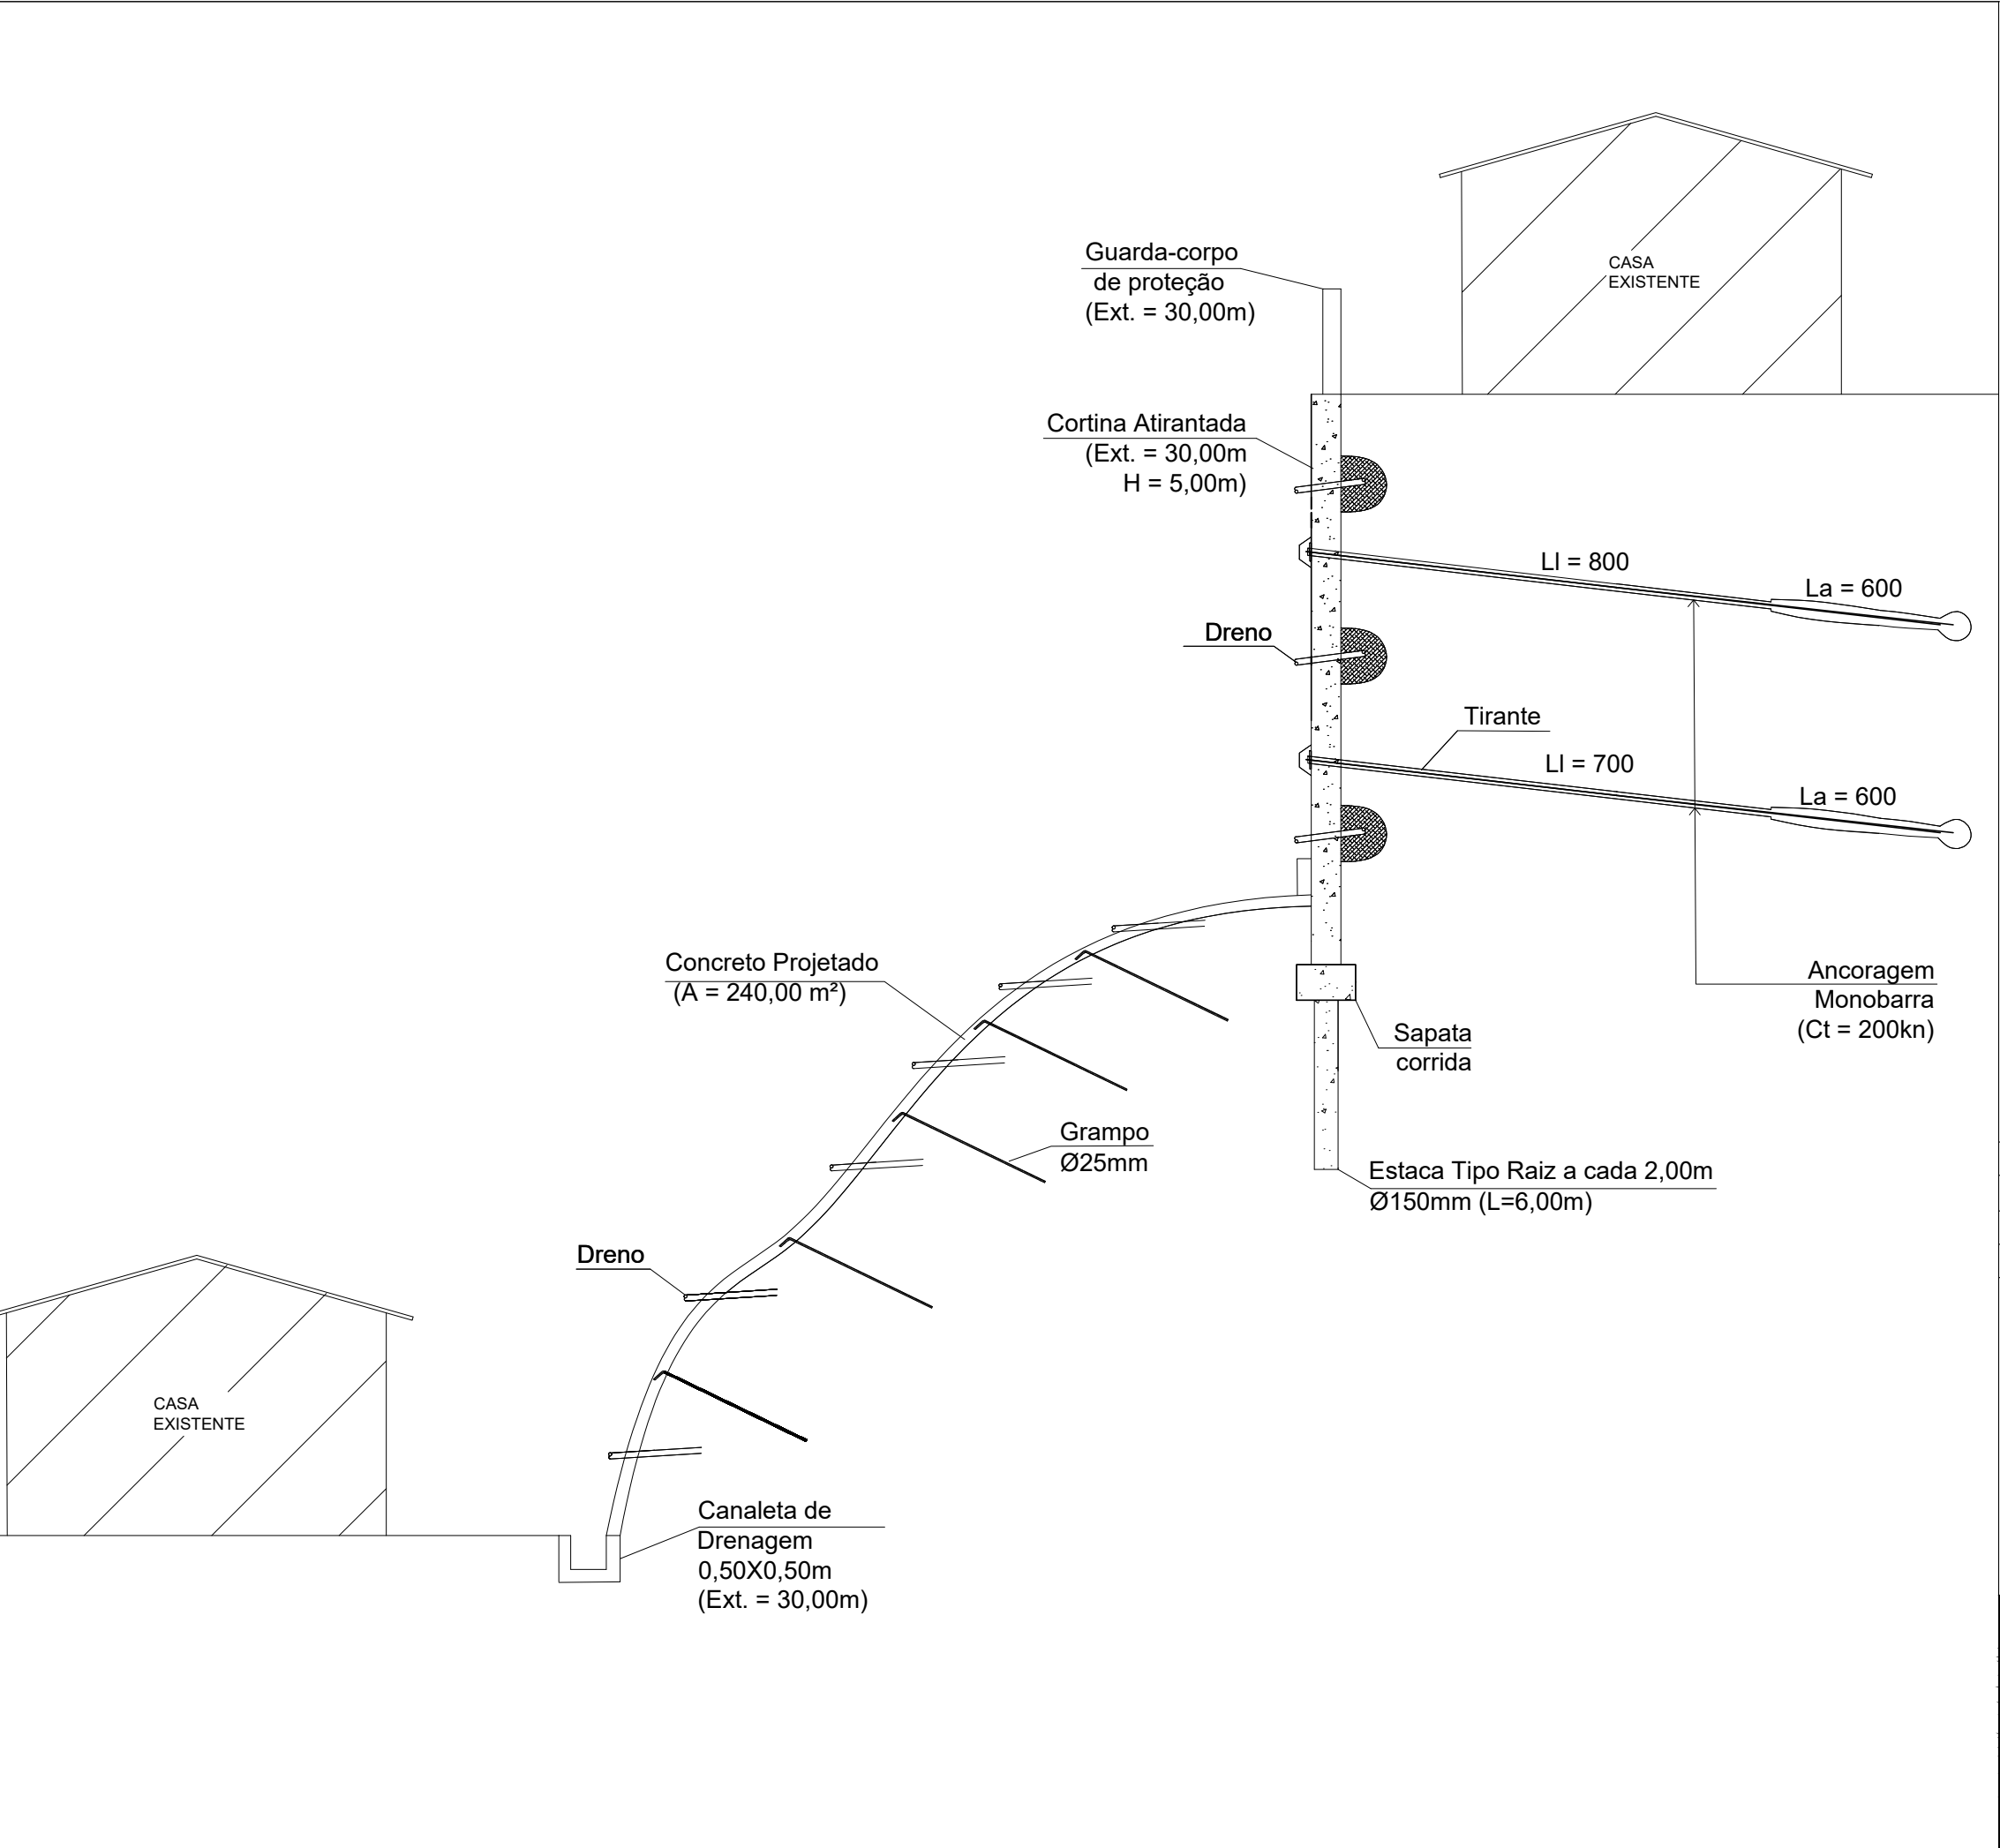 Guarda-corpo
de proteção
(Ext. = 30,00m)
CASA
EXISTENTE
Cortina Atirantada
(Ext. = 30,00m
H = 5,00m)
Ll = 800
La = 600
Dreno
Tirante
Ll = 700
La = 600
Concreto Projetado
(A = 240,00 m²)
Ancoragem
Monobarra
(Ct = 200kn)
Sapata
corrida
Grampo
Ø25mm
Estaca Tipo Raiz a cada 2,00m
Ø150mm (L=6,00m)
Dreno
CASA
EXISTENTE
Canaleta de
Drenagem
0,50X0,50m
(Ext. = 30,00m)